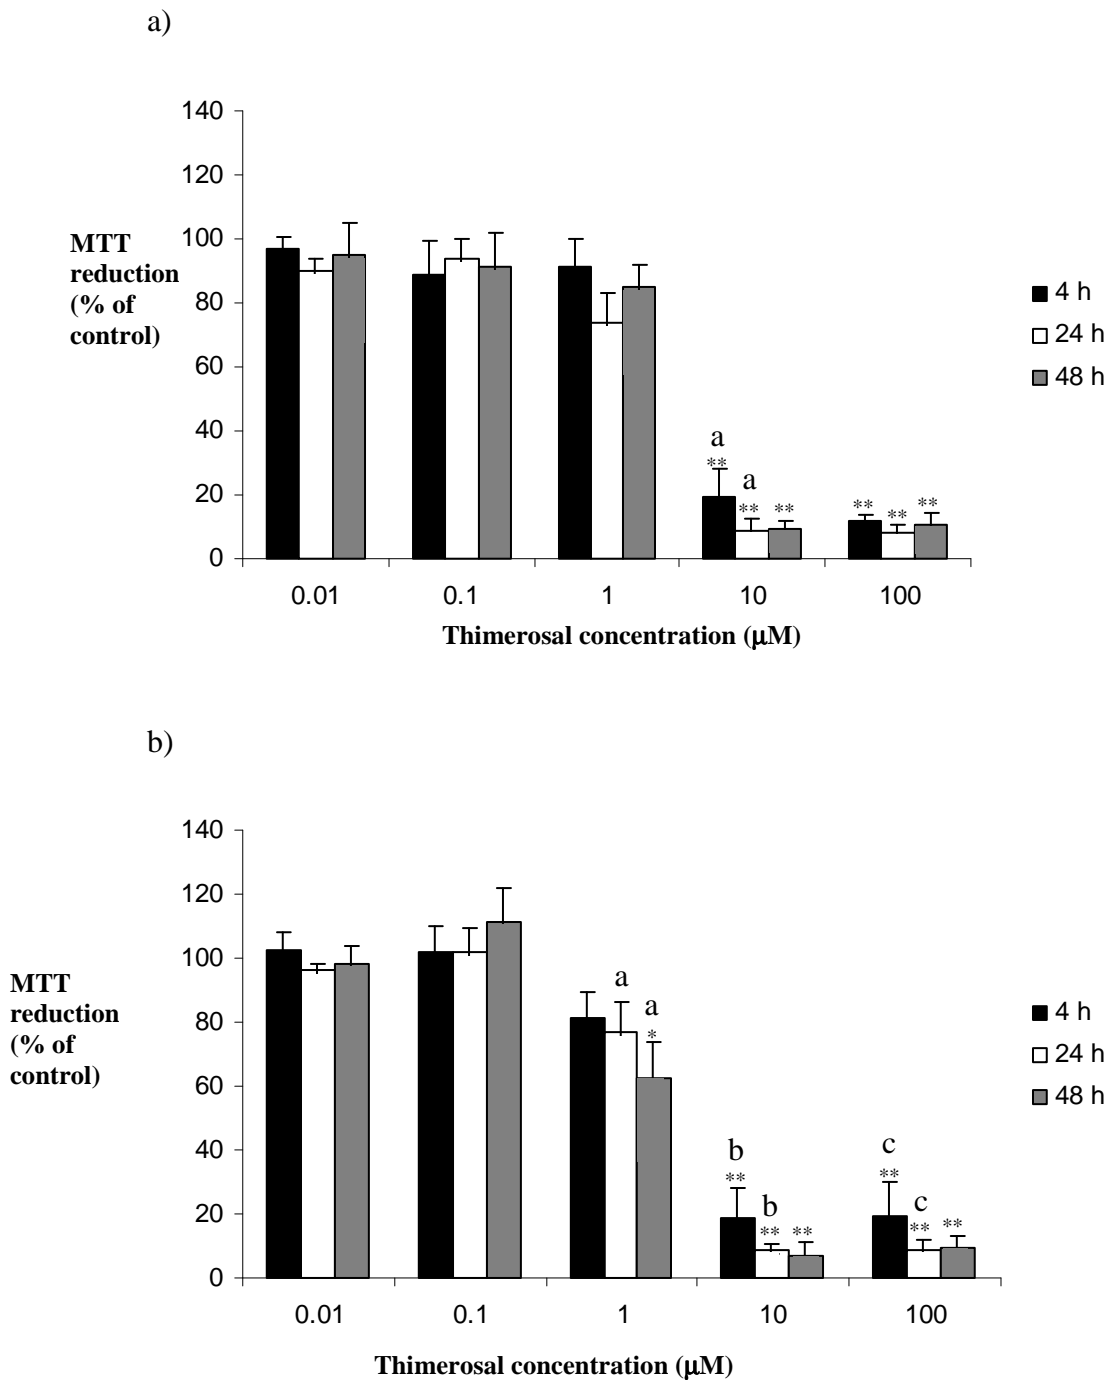 a)
140
120
100
80
60
40
20
0
MTT
reduction
(% of
control)
4 h
24 h
48 h
a
**
a
**
**
**
**
**
0.01 0.1 1 10 100
Thimerosal concentration (μM)
b)
140
120
100
80
60
40
20
0
MTT
reduction
(% of
control)
4 h
24 h
48 h
a
a
*
b
**
b
**
**
c
**
c
**
**
0.01 0.1 1 10 100
Thimerosal concentration (μM)